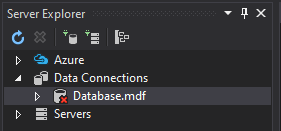 Server Explorer
Azure
Data Connections
Database.mdf
Servers